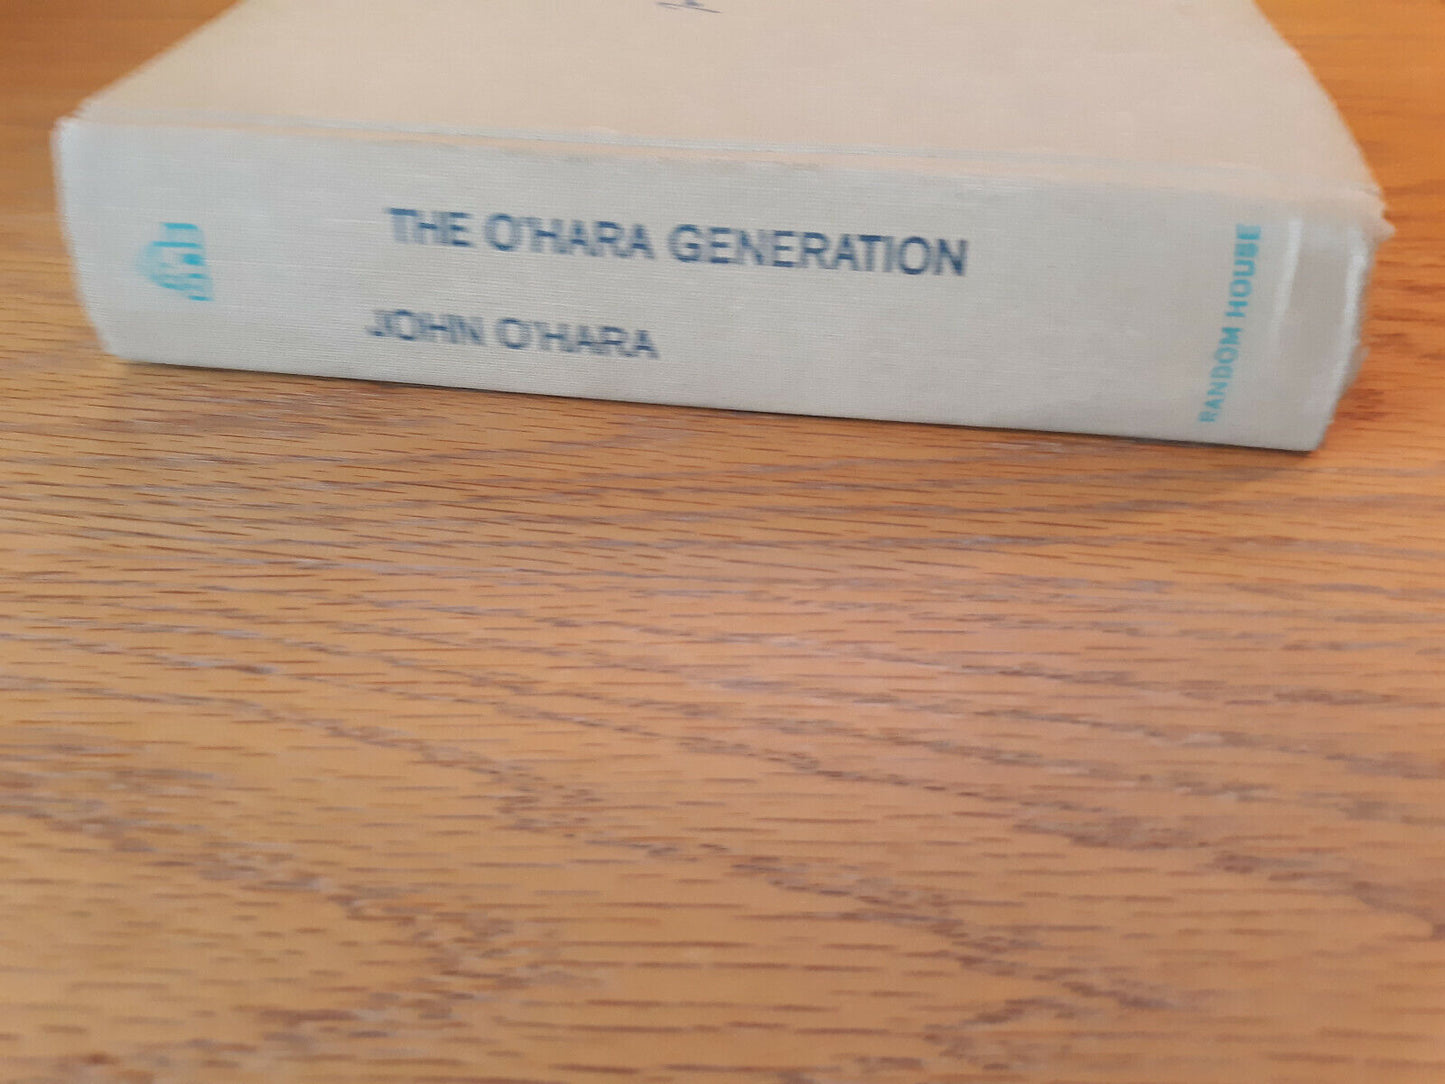 THE O'HARA GENERATION
JOHN O'HARA
RANDOM HOUSE